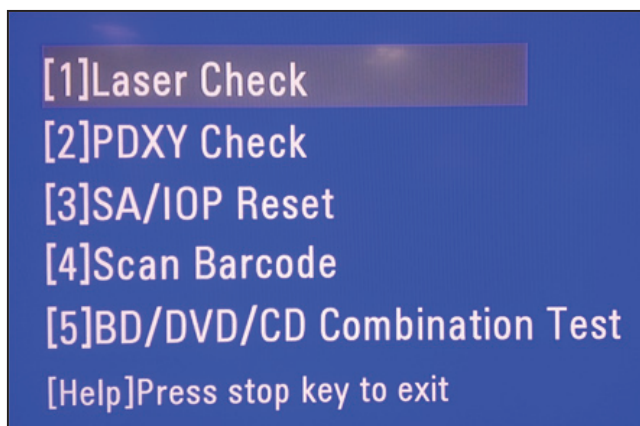 [1]Laser Check
[2]PDXY Check
[3]SA/IOP Reset
[4]Scan Barcode
[5]BD/DVD/CD Combination Test
[Help]Press stop key to exit